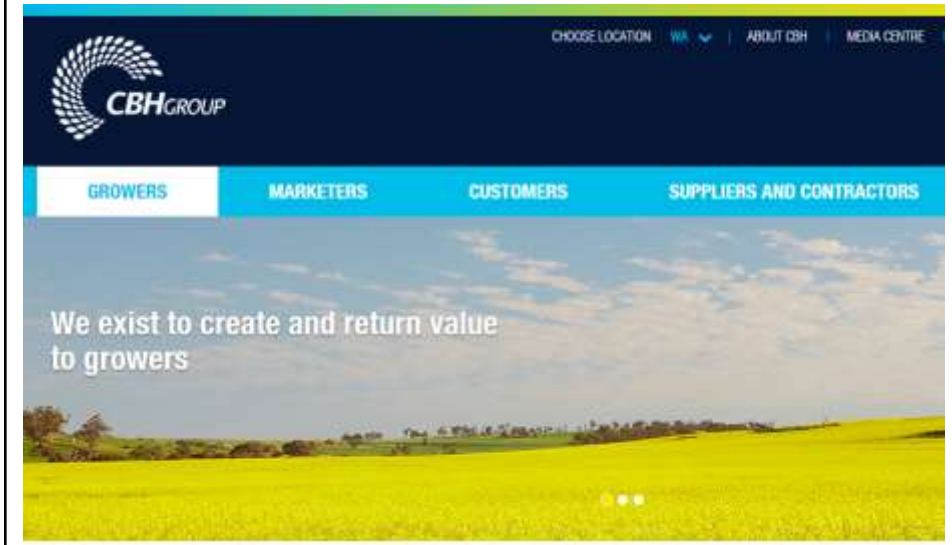 CHOOSE LOCATION WA | ABOUT CBH | MEDIA CENTRE
CBHGROUP
GROWERS MARKETERS CUSTOMERS SUPPLIERS AND CONTRACTORS
We exist to create and return value
to growers